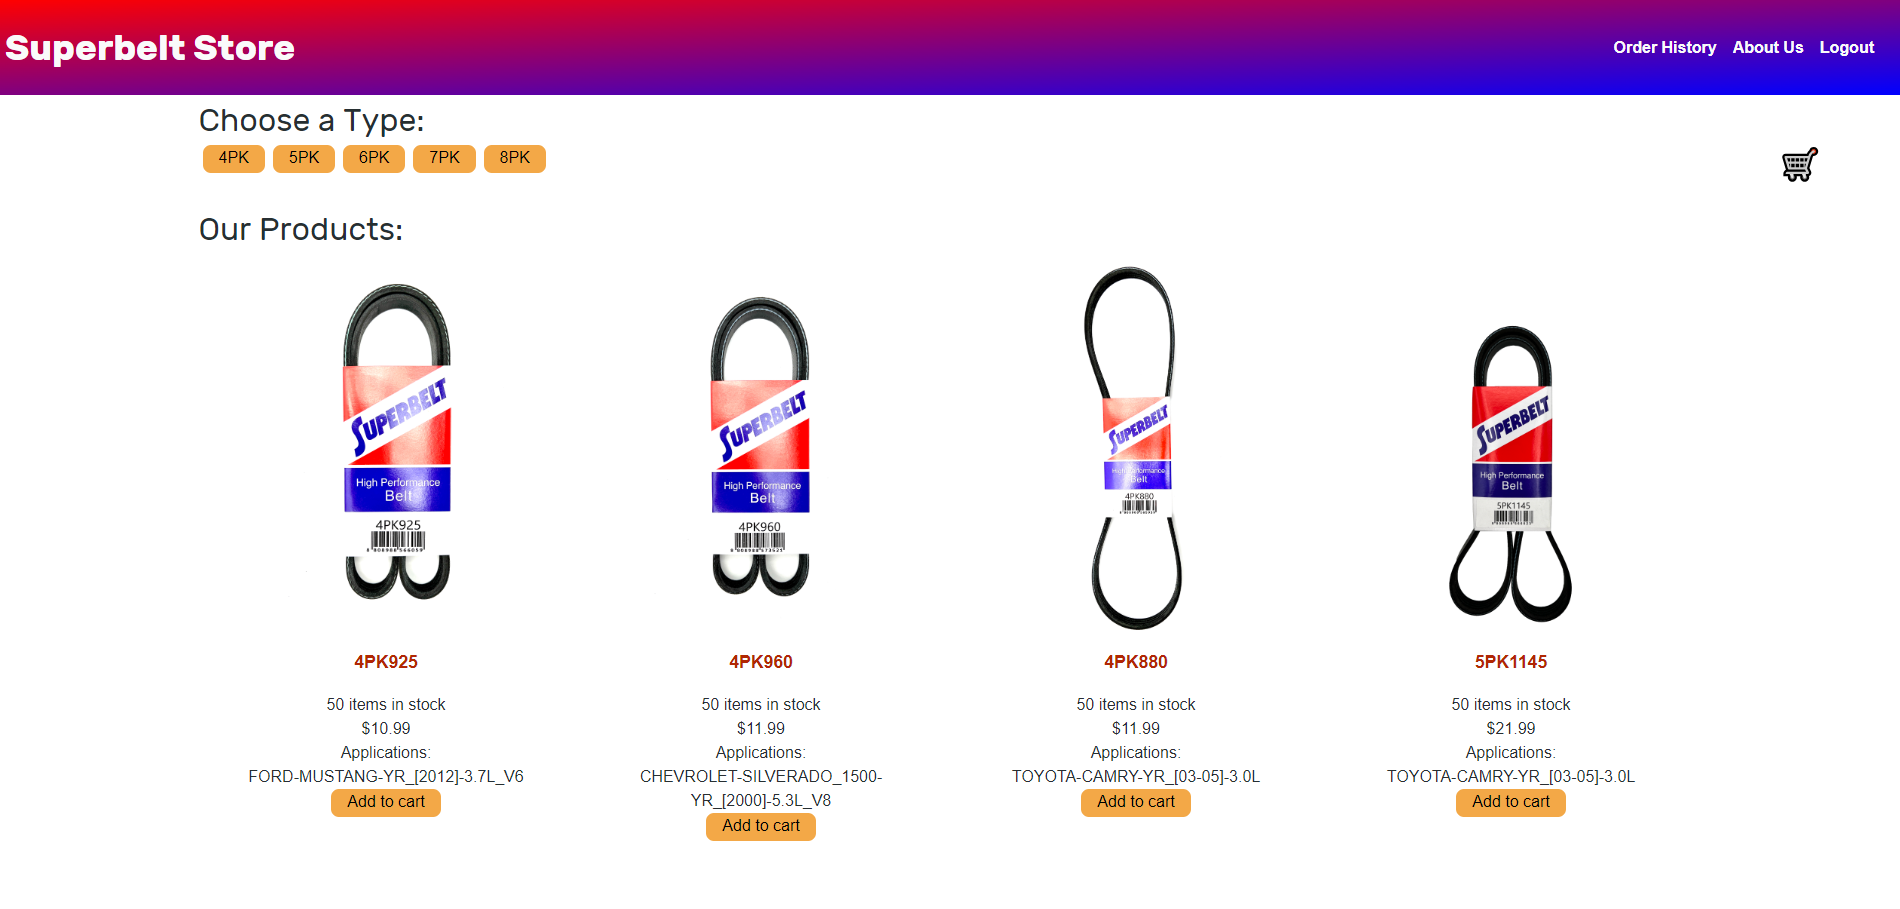 Superbelt Store
Order History
About Us
Logout
Choose a Type:
4PK
5PK
6PK
7PK
8PK
Our Products:
SUPERBELT
High Performance
Belt
4PK925
SUPERBELT
High Performance
Belt
4PK960
SUPERBELT
High Performance
Belt
4PK880
SUPERBELT
High Performance
Belt
5PK1145
4PK925
50 items in stock
$10.99
Applications:
FORD-MUSTANG-YR_[2012]-3.7L_V6
Add to cart
4PK960
50 items in stock
$11.99
Applications:
CHEVROLET-SILVERADO_1500-
YR_[2000]-5.3L_V8
Add to cart
4PK880
50 items in stock
$11.99
Applications:
TOYOTA-CAMRY-YR_[03-05]-3.0L
Add to cart
5PK1145
50 items in stock
$21.99
Applications:
TOYOTA-CAMRY-YR_[03-05]-3.0L
Add to cart